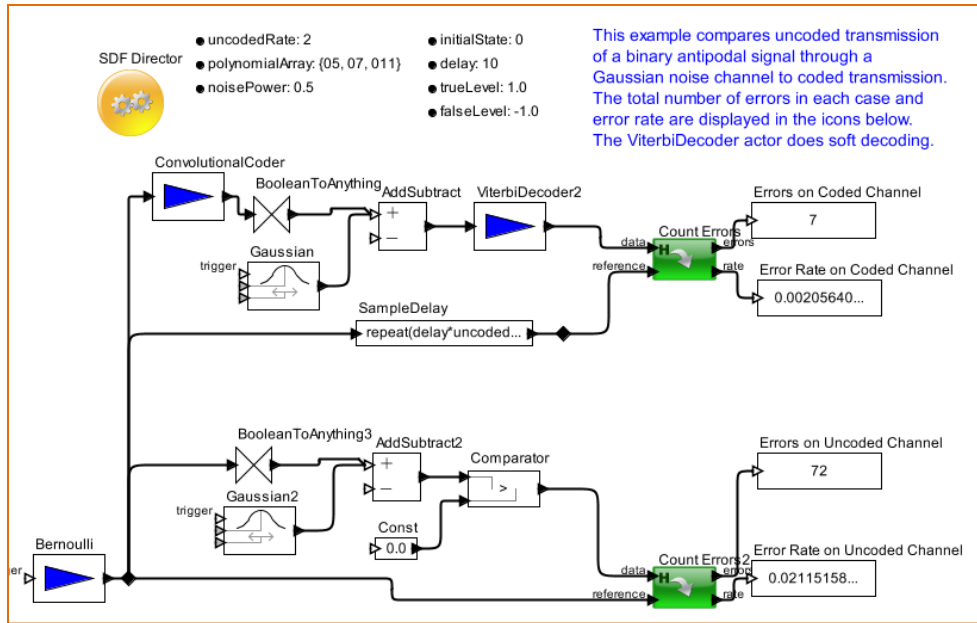 SDF Director
uncodedRate: 2
polynomialArray: {05, 07, 011}
noisePower: 0.5
initialState: 0
delay: 10
trueLevel: 1.0
falseLevel: -1.0
This example compares uncoded transmission
of a binary antipodal signal through a
Gaussian noise channel to coded transmission.
The total number of errors in each case and
error rate are displayed in the icons below.
The ViterbiDecoder actor does soft decoding.
ConvolutionalCoder
BooleanToAnything
AddSubtract
+
−
ViterbiDecoder2
Gaussian
trigger
data
reference
Count Errors
H
errors
rate
Errors on Coded Channel
7
Error Rate on Coded Channel
0.00205640...
SampleDelay
repeat(delay*uncoded...
BooleanToAnything3
AddSubtract2
+
−
Comparator
>
Gaussian2
trigger
Const
0.0
Bernoulli
er
data
reference
Count Errors2
H
errors
rate
Errors on Uncoded Channel
72
Error Rate on Uncoded Channel
0.02115158...